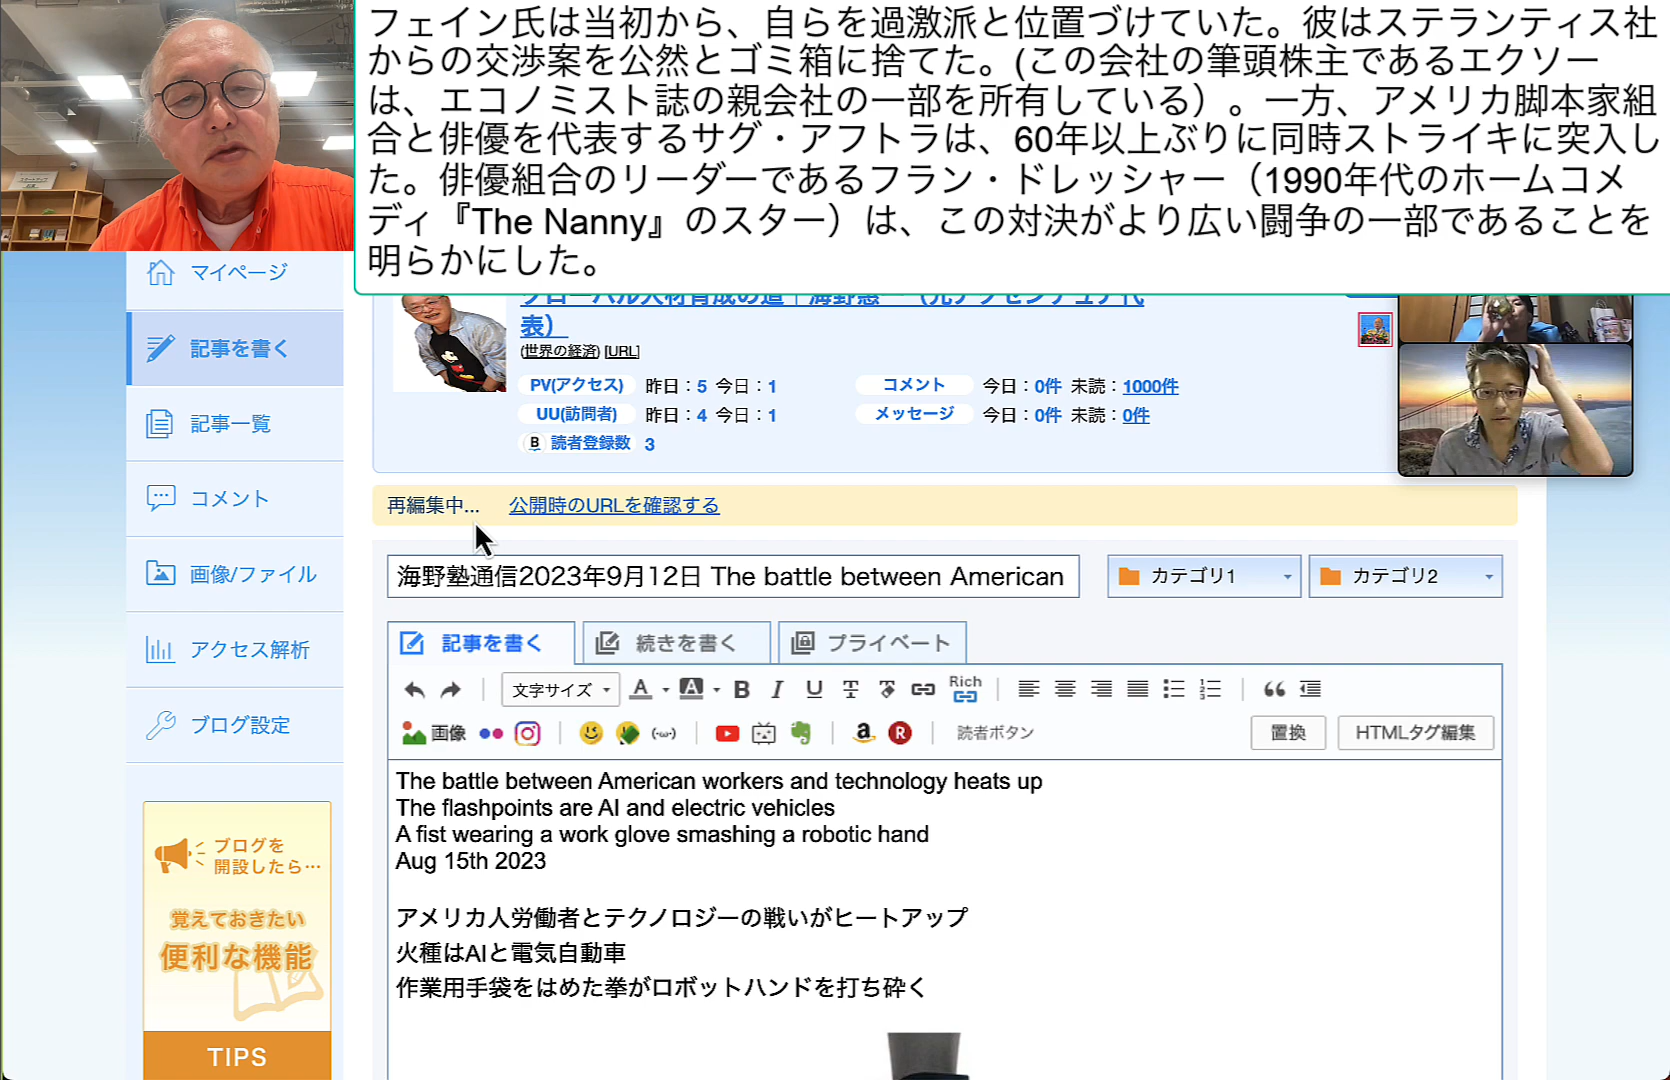 フェイン氏は当初から、自らを過激派と位置づけていた。彼はステランティス社
からの交渉案を公然とゴミ箱に捨てた。(この会社の筆頭株主であるエクソー
は、エコノミスト誌の親会社の一部を所有している）。一方、アメリカ脚本家組
合と俳優を代表するサグ・アフトラは、60年以上ぶりに同時ストライキに突入し
た。俳優組合のリーダーであるフラン・ドレッシャー（1990年代のホームコメ
ディ『The Nanny』のスター）は、この対決がより広い闘争の一部であることを
明らかにした。
マイページ
記事を書く
記事一覧
コメント
画像/ファイル
アクセス解析
ブログ設定
ブログを
開設したら…
覚えておきたい
便利な機能
TIPS
表）
(世界の経済) [URL]
PV(アクセス) 昨日：5 今日：1 コメント 今日：0件 未読：1000件
UU(訪問者) 昨日：4 今日：1 メッセージ 今日：0件 未読：0件
B 読者登録数 3
再編集中... 公開時のURLを確認する
海野塾通信2023年9月12日 The battle between American カテゴリ1 カテゴリ2
記事を書く 続きを書く プライベート
文字サイズ A A B I U T Rich
画像 (·ω·) a R 読者ボタン 置換 HTMLタグ編集
The battle between American workers and technology heats up
The flashpoints are AI and electric vehicles
A fist wearing a work glove smashing a robotic hand
Aug 15th 2023
アメリカ人労働者とテクノロジーの戦いがヒートアップ
火種はAIと電気自動車
作業用手袋をはめた拳がロボットハンドを打ち砕く